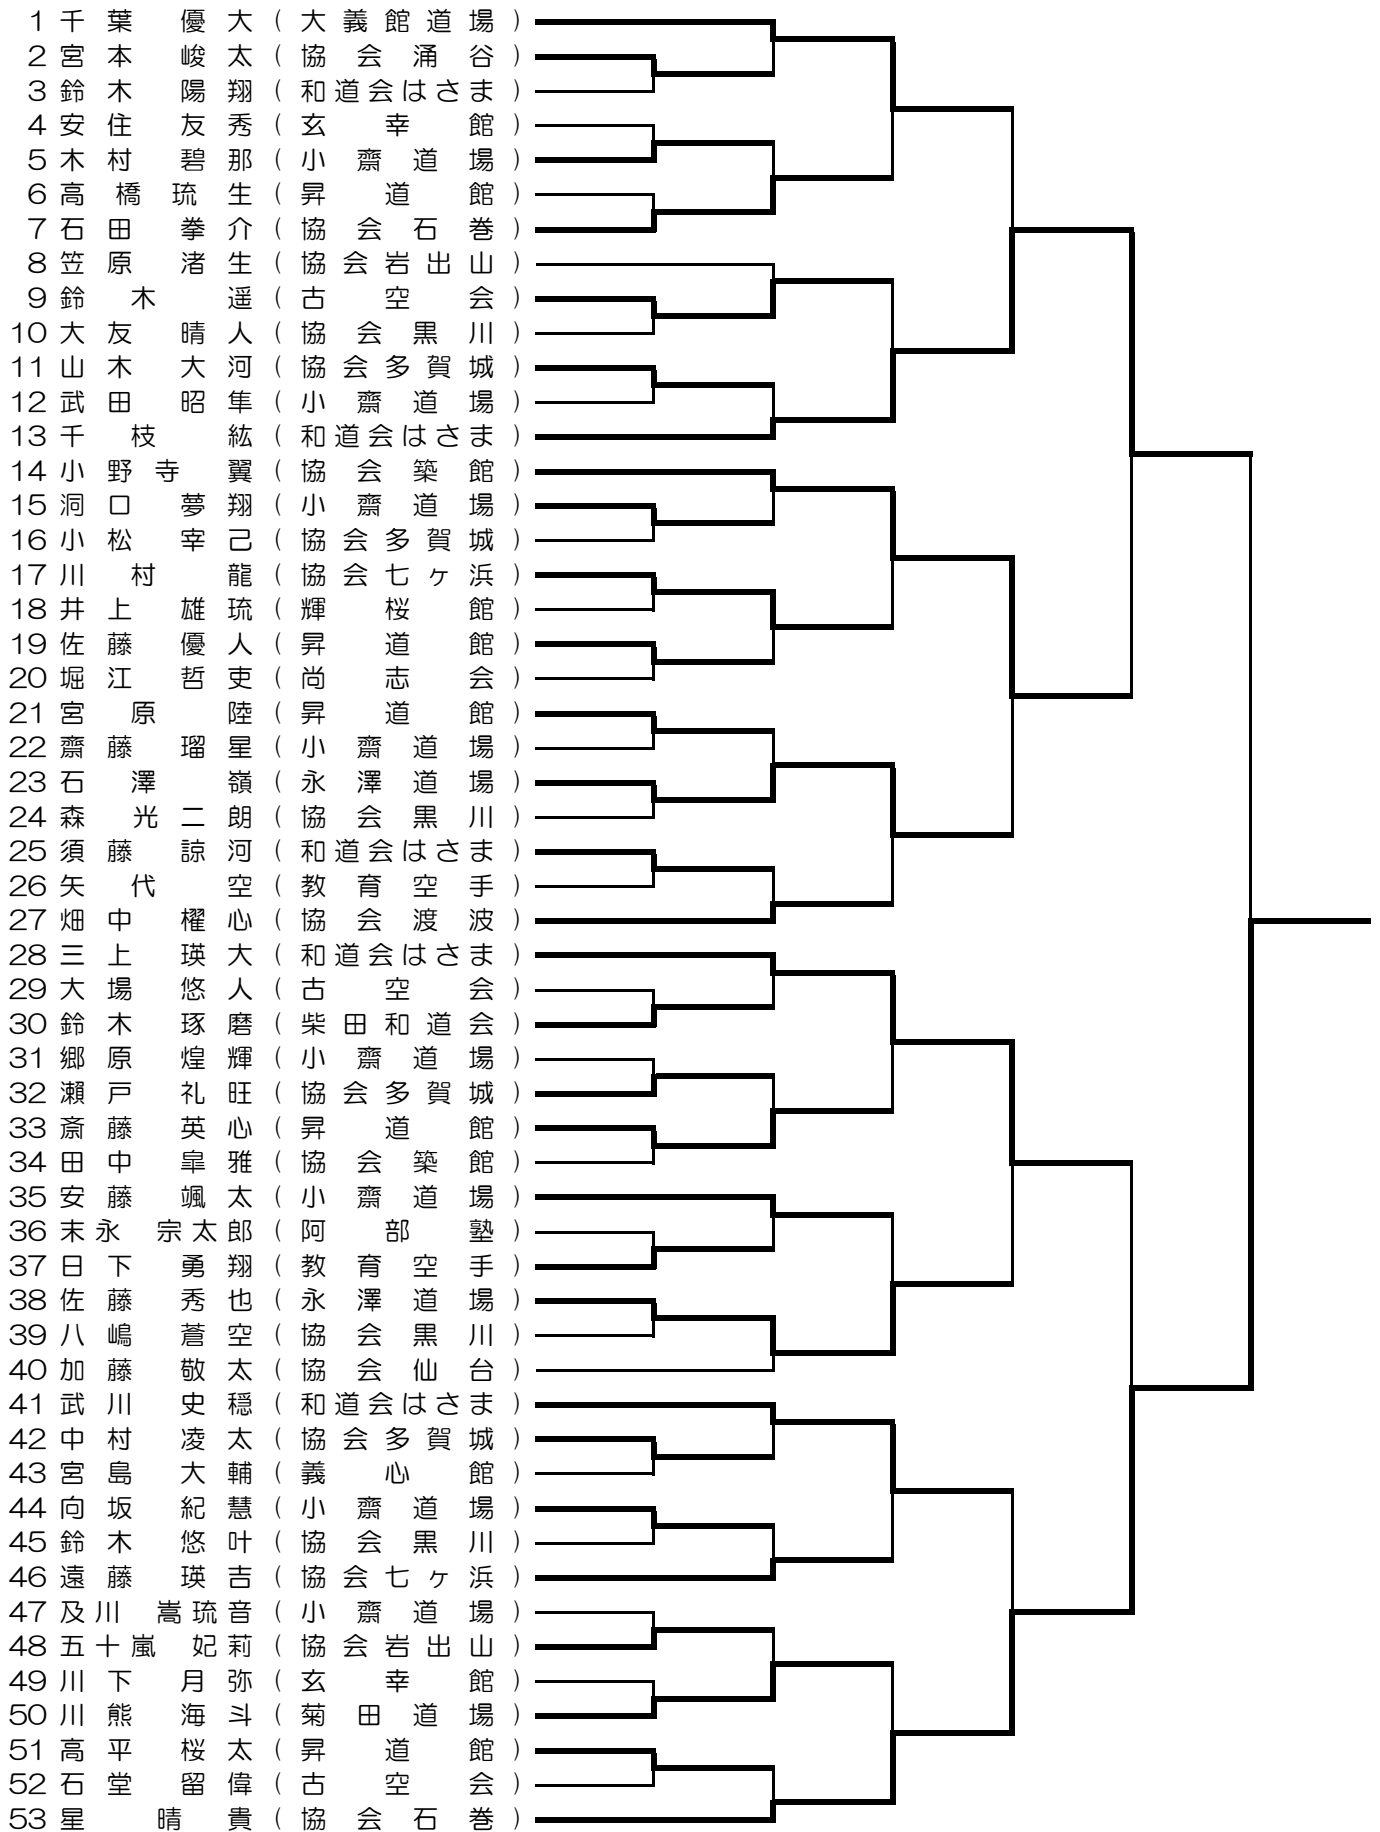 1 千葉 優大 (大義館道場)
2 宮本 峻太 (協会涌谷)
3 鈴木 陽翔 (和道会はさま)
4 安住 友秀 (玄幸館)
5 木村 碧那 (小齋道場)
6 高橋琉生 (昇道館)
7 石田 拳介 (協会石巻)
8 笠原 渚生 (協会岩出山)
9 鈴木 遥 (古空会)
10 大友 晴人 (協会黒川)
11 山木 大河 (協会多賀城)
12 武田 昭隼 (小齋道場)
13 千枝 紘 (和道会はさま)
14 小野寺 翼 (協会築館)
15 洞口 夢翔 (小齋道場)
16 小松 宰己 (協会多賀城)
17 川村 龍 (協会七ヶ浜)
18 井上 雄琉 (輝桜館)
19 佐藤 優人 (昇道館)
20 堀江 哲吏 (尚志会)
21 宮原 陸 (昇道館)
22 齋藤 瑠星 (小齋道場)
23 石澤 嶺 (永澤道場)
24 森 光二朗 (協会黒川)
25 須藤 諒河 (和道会はさま)
26 矢代 空 (教育空手)
27 畑中 櫂心 (協会渡波)
28 三上 瑛大 (和道会はさま)
29 大場 悠人 (古空会)
30 鈴木 琢磨 (柴田和道会)
31 郷原 煌輝 (小齋道場)
32 瀬戸 礼旺 (協会多賀城)
33 斎藤 英心 (昇道館)
34 田中 皐雅 (協会築館)
35 安藤 颯太 (小齋道場)
36 末永 宗太郎 (阿部塾)
37 日下 勇翔 (教育空手)
38 佐藤 秀也 (永澤道場)
39 八嶋 蒼空 (協会黒川)
40 加藤 敬太 (協会仙台)
41 武川 史穏 (和道会はさま)
42 中村 凌太 (協会多賀城)
43 宮島 大輔 (義心館)
44 向坂 紀慧 (小齋道場)
45 鈴木 悠叶 (協会黒川)
46 遠藤 瑛吉 (協会七ヶ浜)
47 及川 嵩琉音 (小齋道場)
48 五十嵐 妃莉 (協会岩出山)
49 川下 月弥 (玄幸館)
50 川熊 海斗 (菊田道場)
51 高平 桜太 (昇道館)
52 石堂 留偉 (古空会)
53 星 晴貴 (協会石巻)